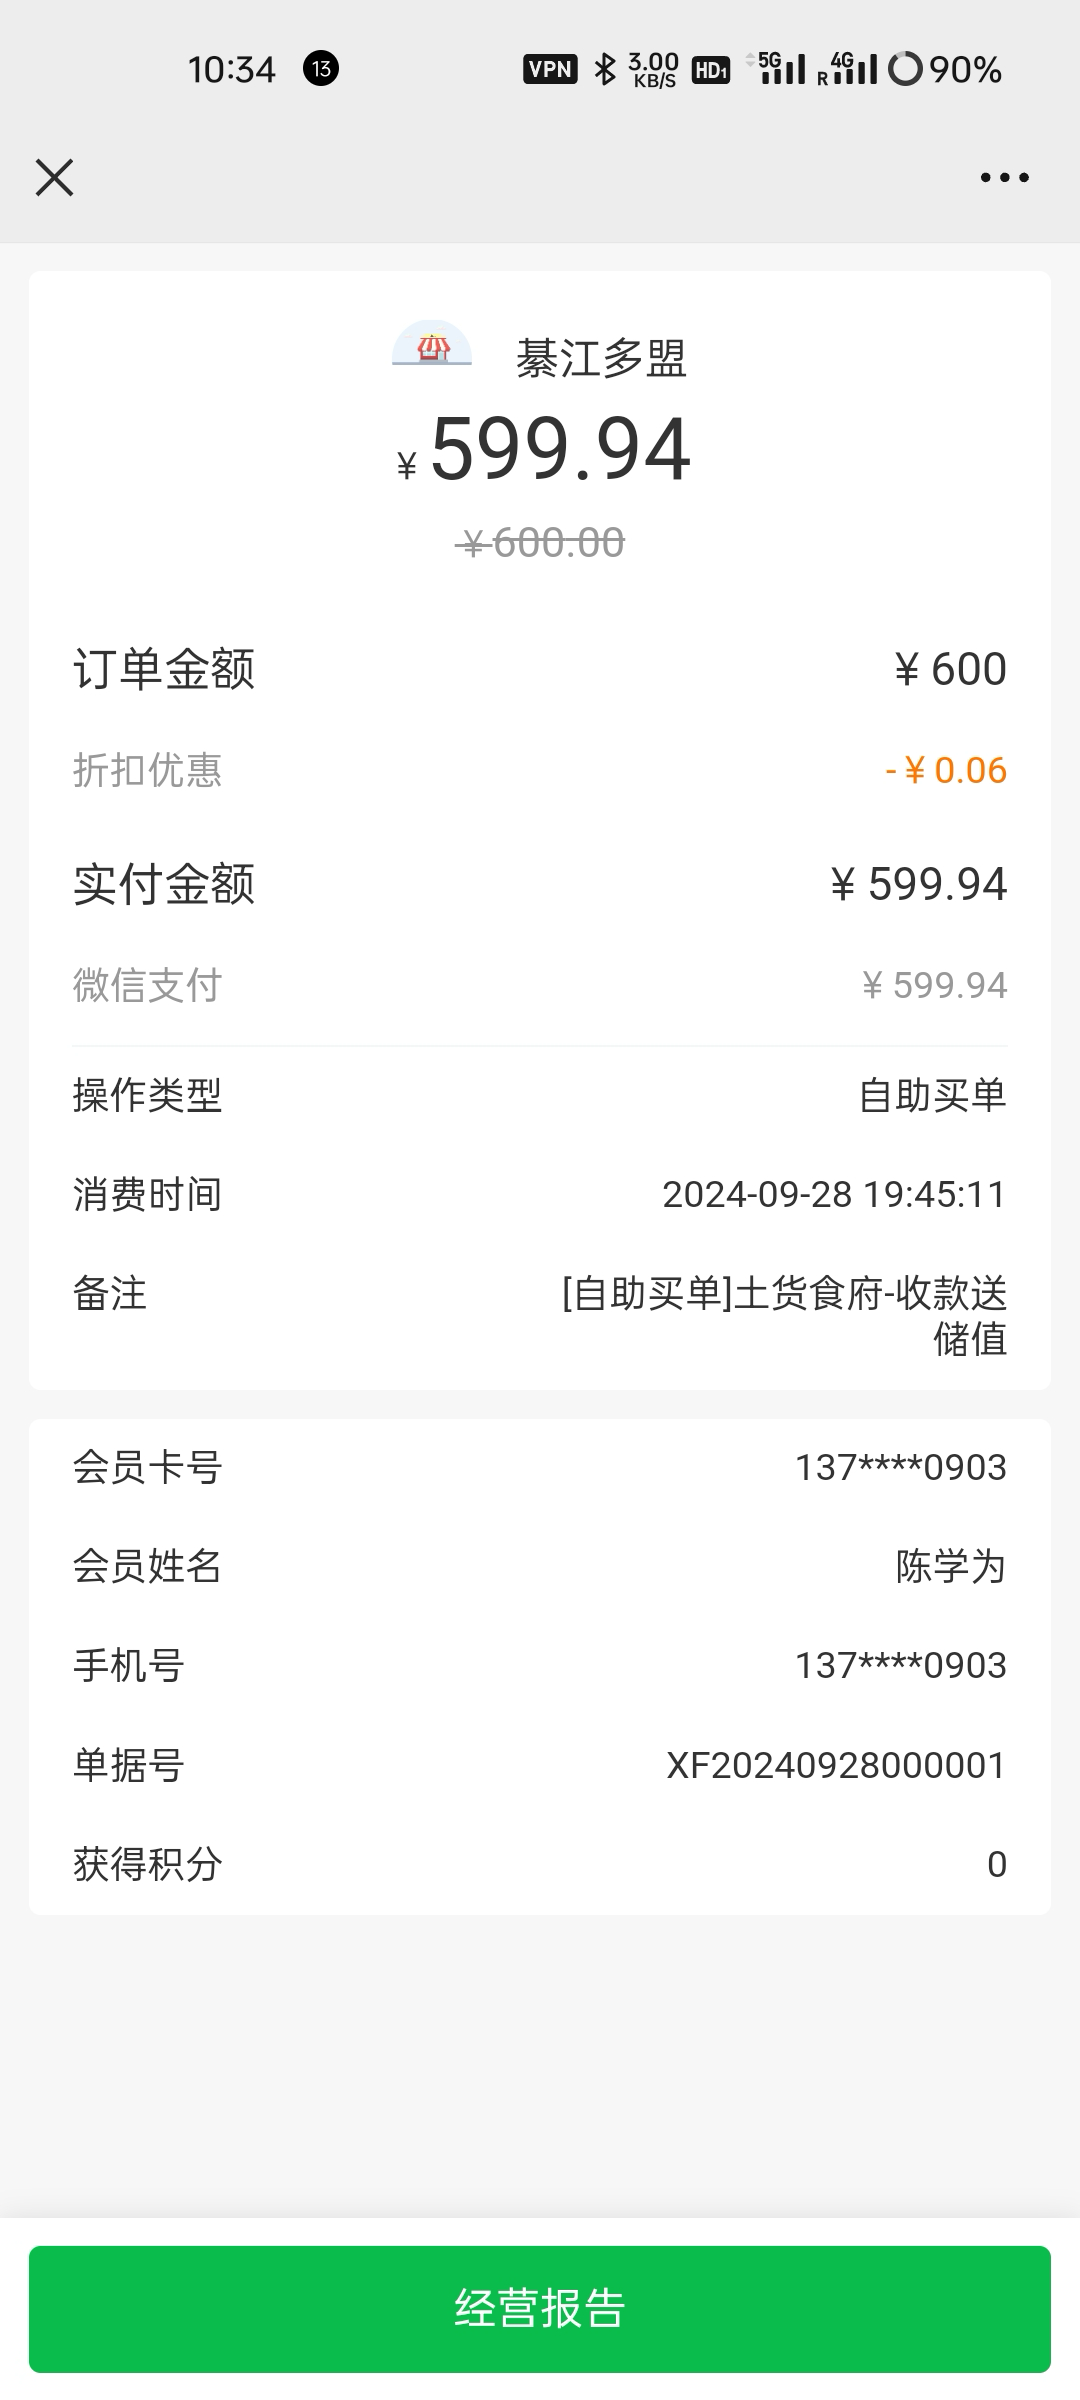 10:34 13 VPN 3.00 KB/S HD1 5G R 4G 90%
綦江多盟
¥599.94
¥600.00
订单金额 ¥ 600
折扣优惠 -¥ 0.06
实付金额 ¥ 599.94
微信支付 ¥ 599.94
操作类型 自助买单
消费时间 2024-09-28 19:45:11
备注 [自助买单]土货食府-收款送
储值
会员卡号 137****0903
会员姓名 陈学为
手机号 137****0903
单据号 XF20240928000001
获得积分 0
经营报告